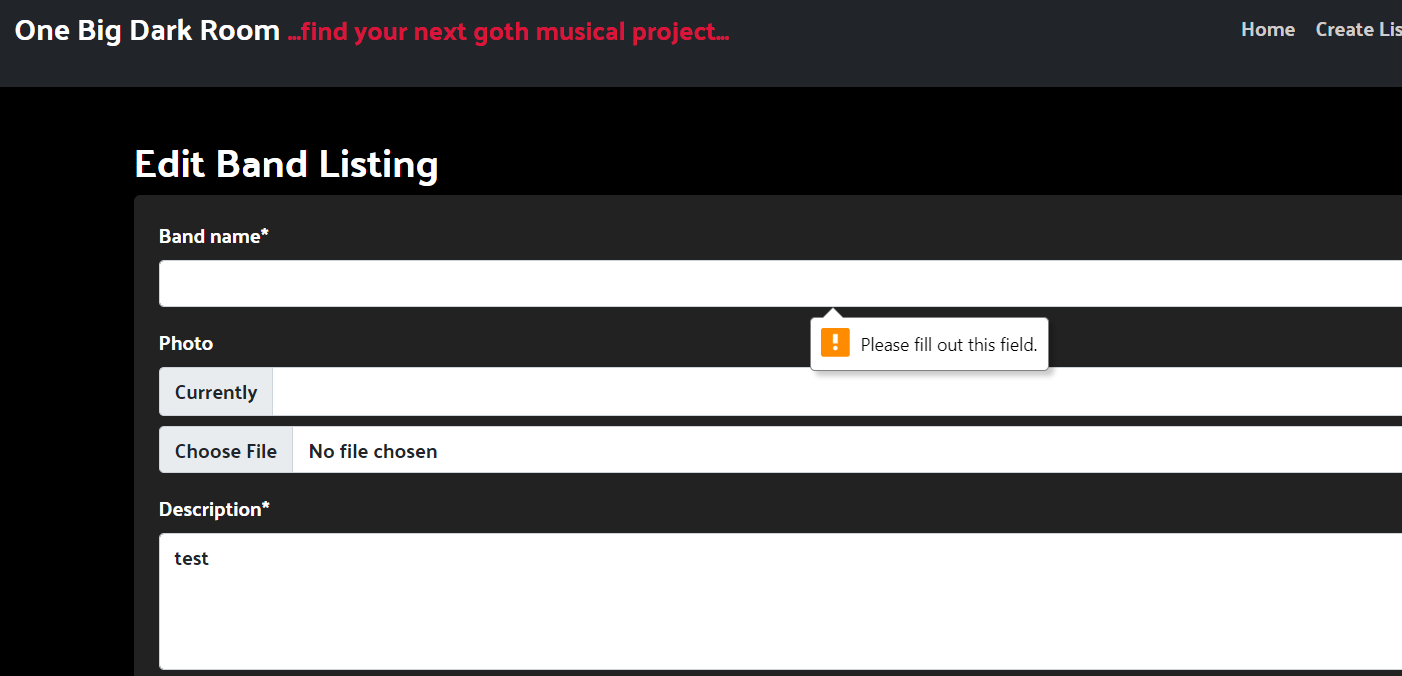 One Big Dark Room ...find your next goth musical project...
Home Create Lis
Edit Band Listing
Band name*
Please fill out this field.
Photo
Currently
Choose File No file chosen
Description*
test